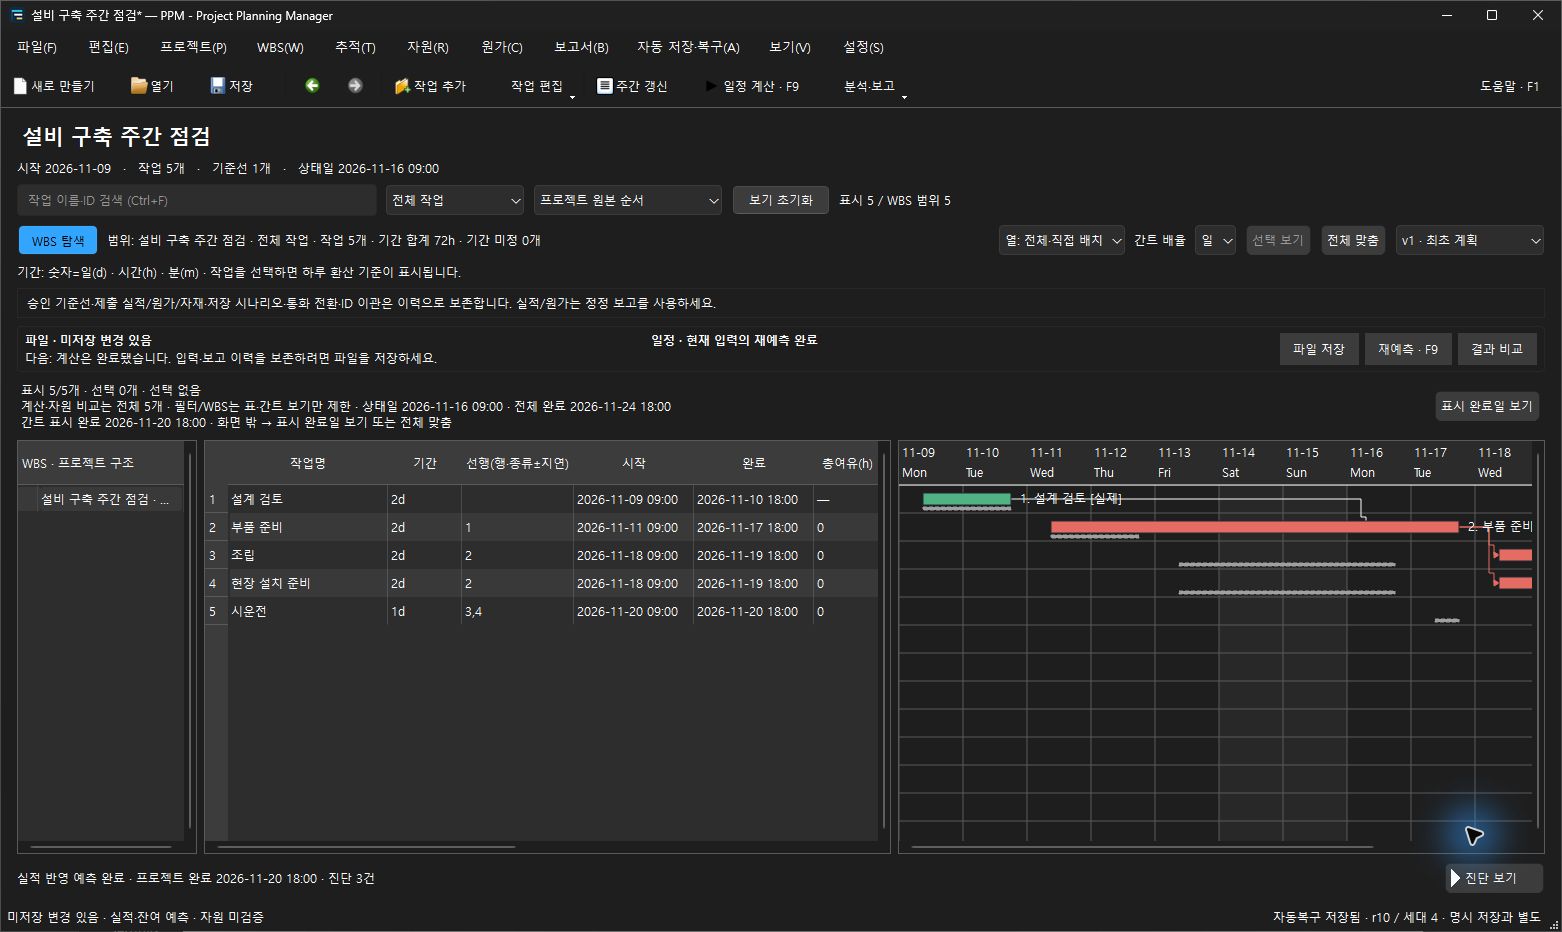 설비 구축 주간 점검* — PPM - Project Planning Manager
파일(F) 편집(E) 프로젝트(P) WBS(W) 추적(T) 자원(R) 원가(C) 보고서(B) 자동 저장·복구(A) 보기(V) 설정(S)
새로 만들기 열기 저장 작업 추가 작업 편집 주간 갱신 일정 계산 · F9 분석·보고 도움말 · F1
설비 구축 주간 점검
시작 2026-11-09 · 작업 5개 · 기준선 1개 · 상태일 2026-11-16 09:00
작업 이름·ID 검색 (Ctrl+F) 전체 작업 프로젝트 원본 순서 보기 초기화 표시 5 / WBS 범위 5
WBS 탐색 범위: 설비 구축 주간 점검 · 전체 작업 · 작업 5개 · 기간 합계 72h · 기간 미정 0개 열: 전체·직접 배치 간트 배율 일 선택 보기 전체 맞춤 v1 · 최초 계획
기간: 숫자=일(d) · 시간(h) · 분(m) · 작업을 선택하면 하루 환산 기준이 표시됩니다.
승인 기준선·제출 실적/원가/자재·저장 시나리오·통화 전환·ID 이관은 이력으로 보존합니다. 실적/원가는 정정 보고를 사용하세요.
파일 · 미저장 변경 있음 일정 · 현재 입력의 재예측 완료
다음: 계산은 완료됐습니다. 입력·보고 이력을 보존하려면 파일을 저장하세요. 파일 저장 재예측 · F9 결과 비교
표시 5/5개 · 선택 0개 · 선택 없음
계산·자원 비교는 전체 5개 · 필터/WBS는 표·간트 보기만 제한 · 상태일 2026-11-16 09:00 · 전체 완료 2026-11-24 18:00 표시 완료일 보기
간트 표시 완료 2026-11-20 18:00 · 화면 밖 → 표시 완료일 보기 또는 전체 맞춤
WBS · 프로젝트 구조
설비 구축 주간 점검 · ...
작업명 기간 선행(행·종류±지연) 시작 완료 총여유(h)
1 설계 검토 2d 2026-11-09 09:00 2026-11-10 18:00 —
2 부품 준비 2d 1 2026-11-11 09:00 2026-11-17 18:00 0
3 조립 2d 2 2026-11-18 09:00 2026-11-19 18:00 0
4 현장 설치 준비 2d 2 2026-11-18 09:00 2026-11-19 18:00 0
5 시운전 1d 3,4 2026-11-20 09:00 2026-11-20 18:00 0
11-09 11-10 11-11 11-12 11-13 11-14 11-15 11-16 11-17 11-18
Mon Tue Wed Thu Fri Sat Sun Mon Tue Wed
1. 설계 검토 [실제]
2. 부품 준비
실적 반영 예측 완료 · 프로젝트 완료 2026-11-20 18:00 · 진단 3건 진단 보기
미저장 변경 있음 · 실적·잔여 예측 · 자원 미검증 자동복구 저장됨 · r10 / 세대 4 · 명시 저장과 별도